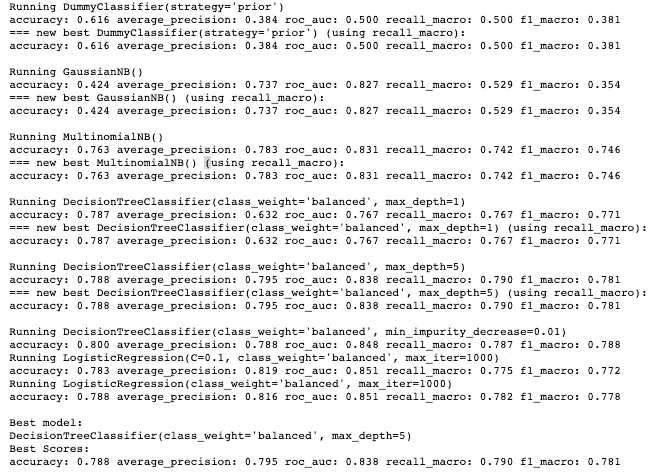 Running DummyClassifier(strategy='prior')
accuracy: 0.616 average_precision: 0.384 roc_auc: 0.500 recall_macro: 0.500 f1_macro: 0.381
=== new best DummyClassifier(strategy='prior') (using recall_macro):
accuracy: 0.616 average_precision: 0.384 roc_auc: 0.500 recall_macro: 0.500 f1_macro: 0.381
Running GaussianNB()
accuracy: 0.424 average_precision: 0.737 roc_auc: 0.827 recall_macro: 0.529 f1_macro: 0.354
=== new best GaussianNB() (using recall_macro):
accuracy: 0.424 average_precision: 0.737 roc_auc: 0.827 recall_macro: 0.529 f1_macro: 0.354
Running MultinomialNB()
accuracy: 0.763 average_precision: 0.783 roc_auc: 0.831 recall_macro: 0.742 f1_macro: 0.746
=== new best MultinomialNB() (using recall_macro):
accuracy: 0.763 average_precision: 0.783 roc_auc: 0.831 recall_macro: 0.742 f1_macro: 0.746
Running DecisionTreeClassifier(class_weight='balanced', max_depth=1)
accuracy: 0.787 average_precision: 0.632 roc_auc: 0.767 recall_macro: 0.767 f1_macro: 0.771
=== new best DecisionTreeClassifier(class_weight='balanced', max_depth=1) (using recall_macro):
accuracy: 0.787 average_precision: 0.632 roc_auc: 0.767 recall_macro: 0.767 f1_macro: 0.771
Running DecisionTreeClassifier(class_weight='balanced', max_depth=5)
accuracy: 0.788 average_precision: 0.795 roc_auc: 0.838 recall_macro: 0.790 f1_macro: 0.781
=== new best DecisionTreeClassifier(class_weight='balanced', max_depth=5) (using recall_macro):
accuracy: 0.788 average_precision: 0.795 roc_auc: 0.838 recall_macro: 0.790 f1_macro: 0.781
Running DecisionTreeClassifier(class_weight='balanced', min_impurity_decrease=0.01)
accuracy: 0.800 average_precision: 0.788 roc_auc: 0.848 recall_macro: 0.787 f1_macro: 0.788
Running LogisticRegression(C=0.1, class_weight='balanced', max_iter=1000)
accuracy: 0.783 average_precision: 0.819 roc_auc: 0.851 recall_macro: 0.775 f1_macro: 0.772
Running LogisticRegression(class_weight='balanced', max_iter=1000)
accuracy: 0.788 average_precision: 0.816 roc_auc: 0.851 recall_macro: 0.782 f1_macro: 0.778
Best model:
DecisionTreeClassifier(class_weight='balanced', max_depth=5)
Best Scores:
accuracy: 0.788 average_precision: 0.795 roc_auc: 0.838 recall_macro: 0.790 f1_macro: 0.781